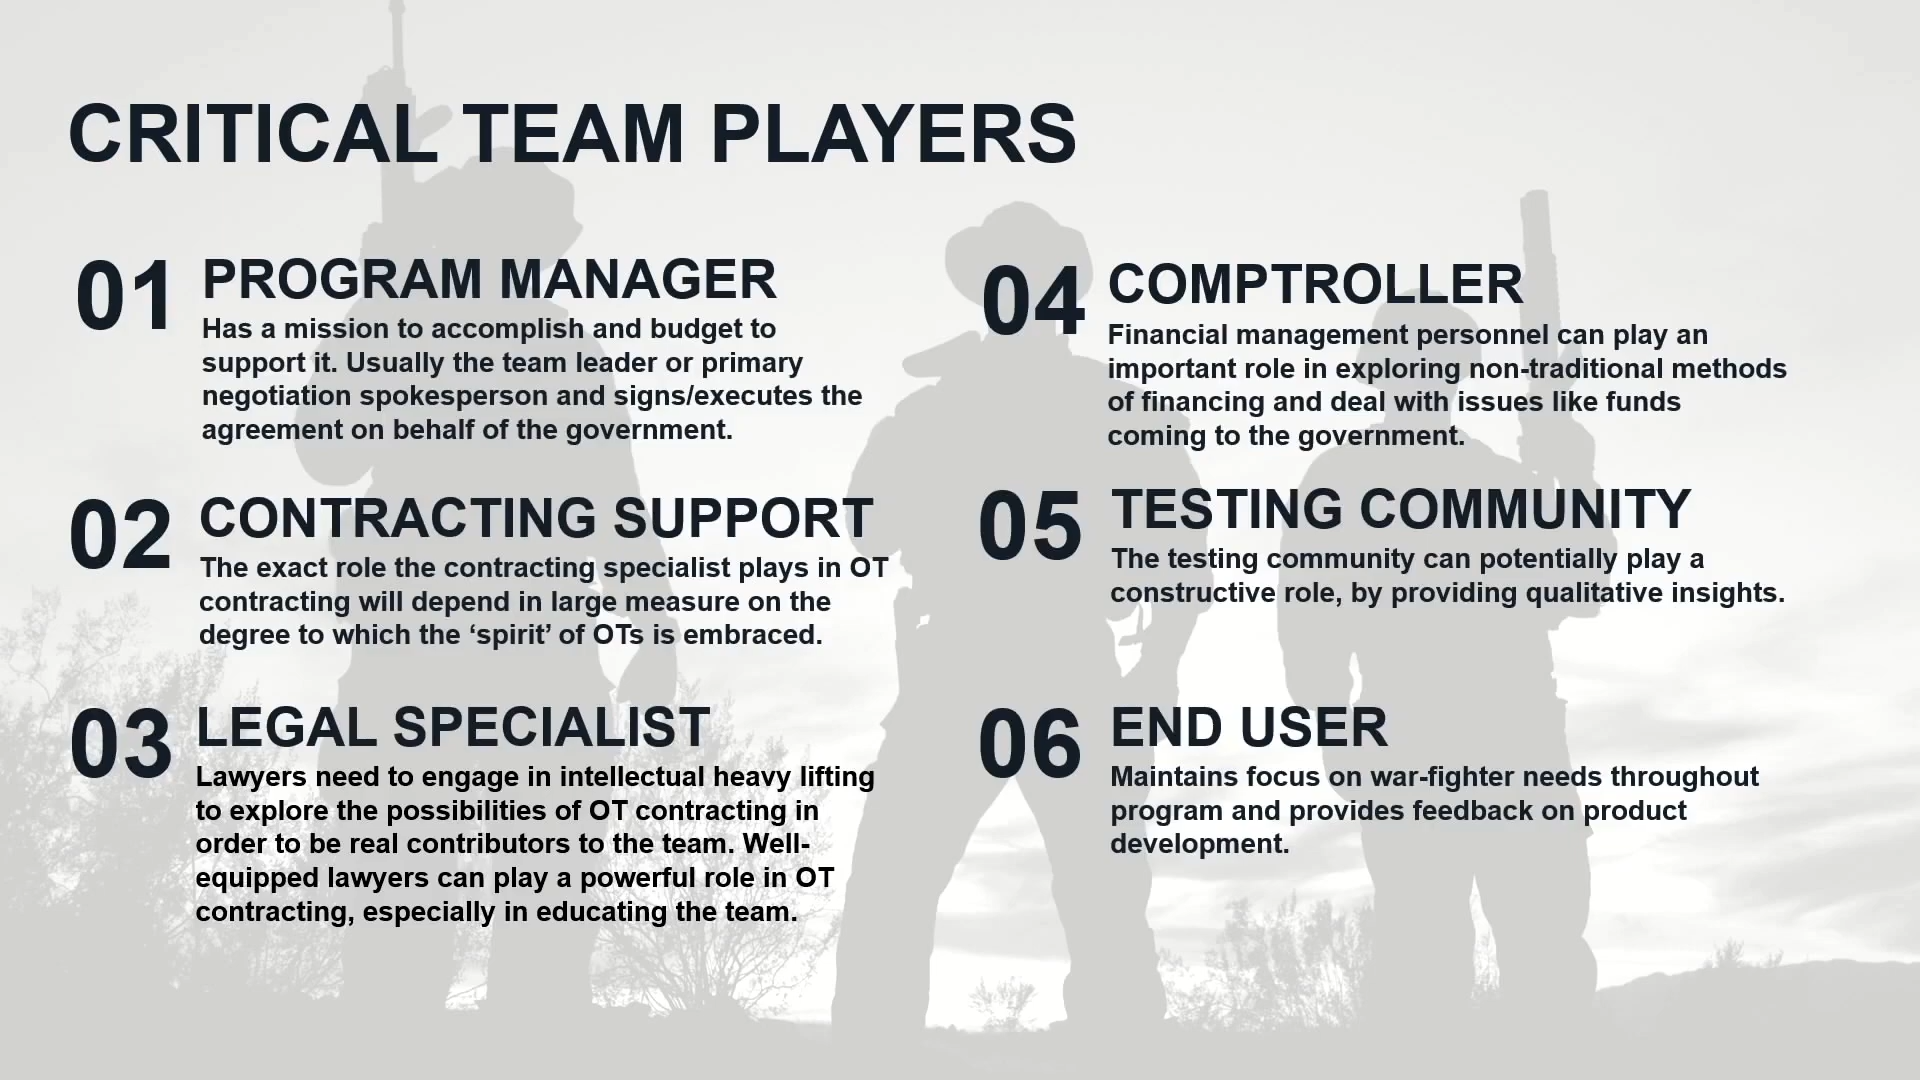 CRITICAL TEAM PLAYERS
01
PROGRAM MANAGER
Has a mission to accomplish and budget to
support it. Usually the team leader or primary
negotiation spokesperson and signs/executes the
agreement on behalf of the government.
02
CONTRACTING SUPPORT
The exact role the contracting specialist plays in OT
contracting will depend in large measure on the
degree to which the ‘spirit’ of OTs is embraced.
03
LEGAL SPECIALIST
Lawyers need to engage in intellectual heavy lifting
to explore the possibilities of OT contracting in
order to be real contributors to the team. Well-
equipped lawyers can play a powerful role in OT
contracting, especially in educating the team.
04
COMPTROLLER
Financial management personnel can play an
important role in exploring non-traditional methods
of financing and deal with issues like funds
coming to the government.
05
TESTING COMMUNITY
The testing community can potentially play a
constructive role, by providing qualitative insights.
06
END USER
Maintains focus on war-fighter needs throughout
program and provides feedback on product
development.